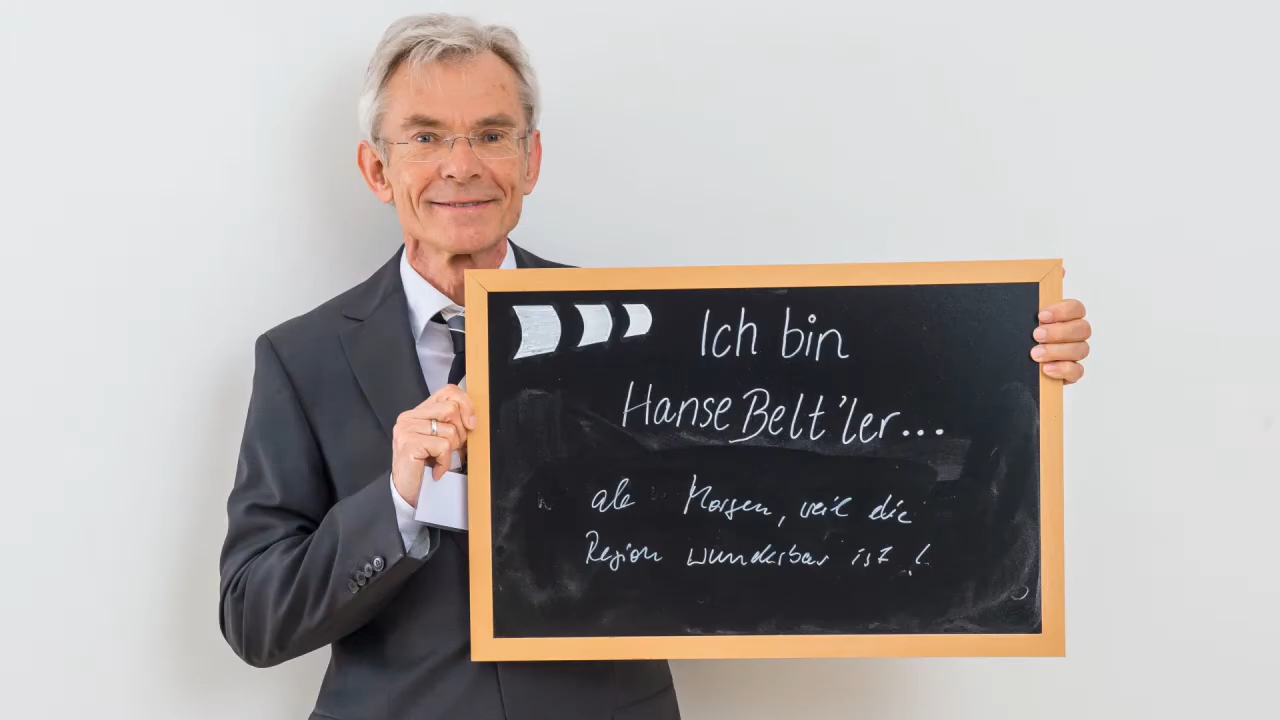 Ich bin
HanseBelt'ler...
ab Morgen, weil die
Region wunderbar ist!